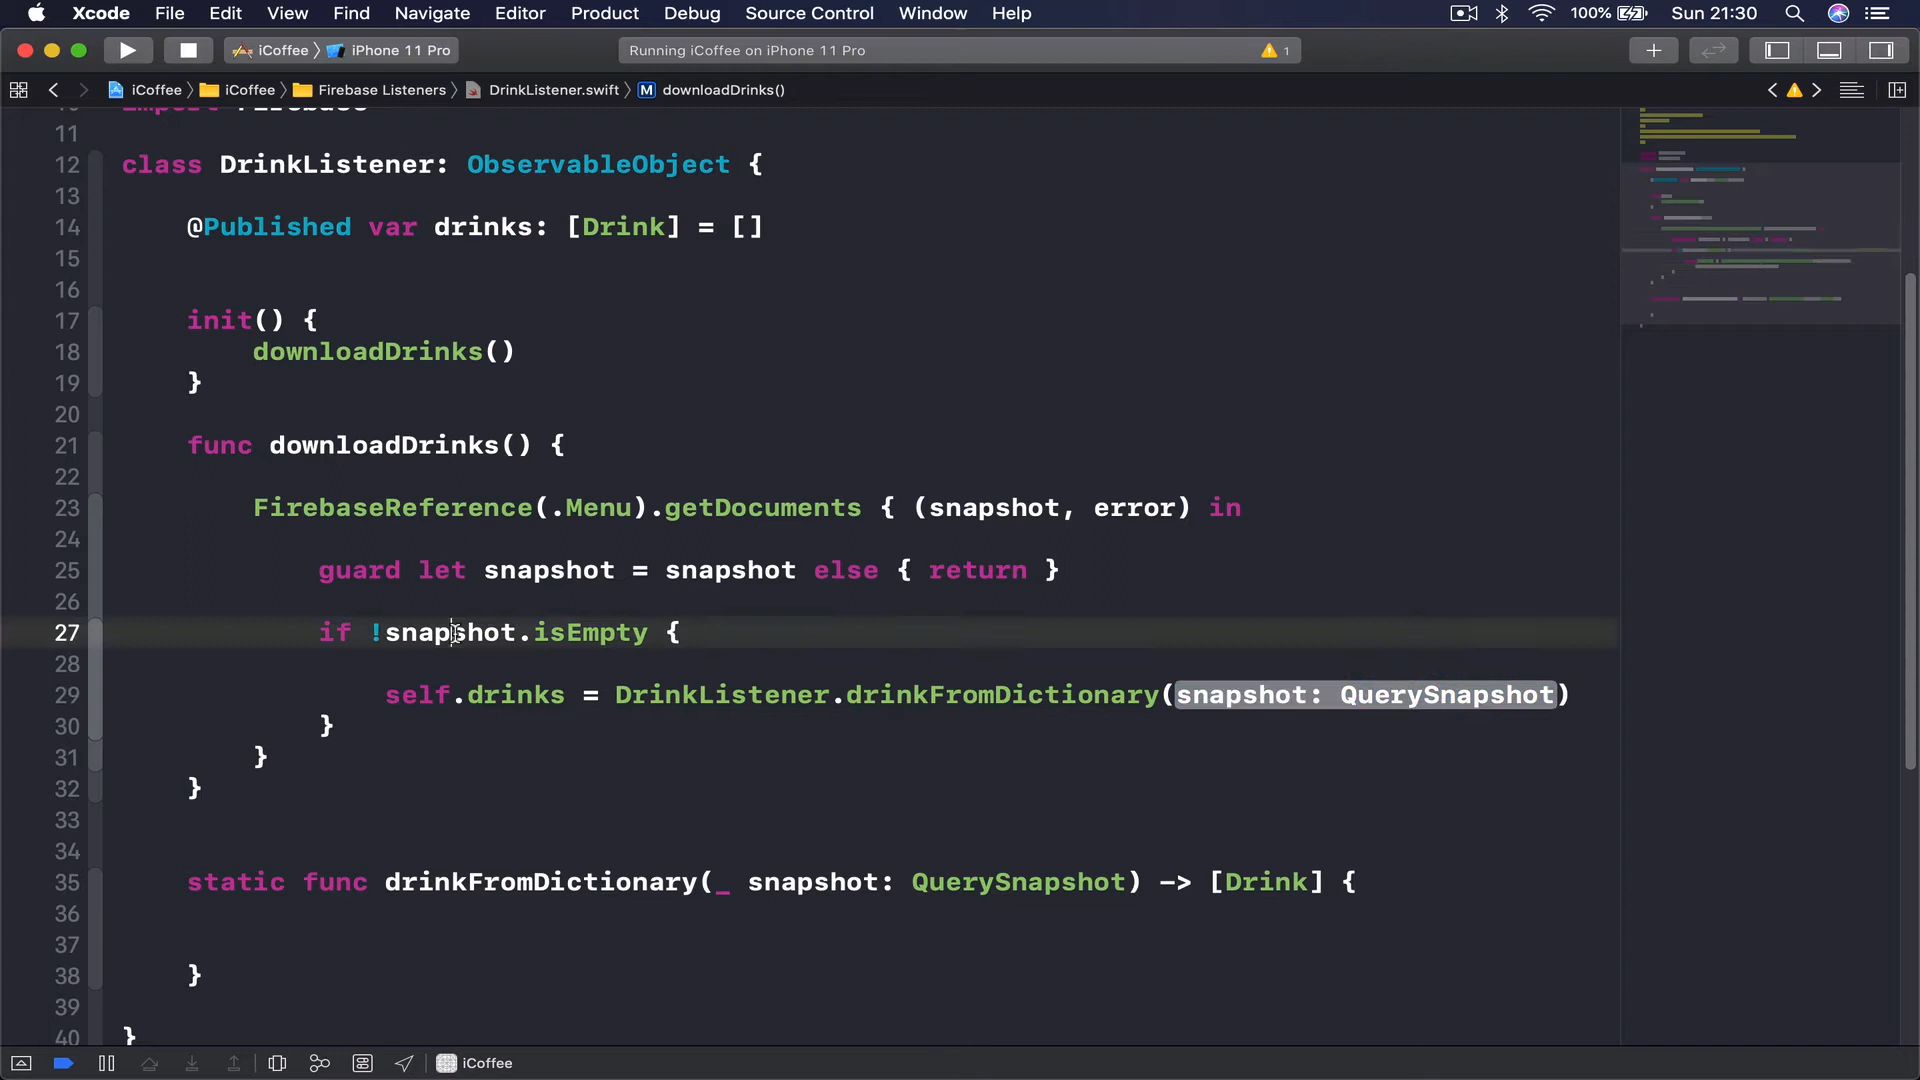 Xcode File Edit View Find Navigate Editor Product Debug Source Control Window Help 100% Sun 21:30
iCoffee iPhone 11 Pro Running iCoffee on iPhone 11 Pro 1
iCoffee iCoffee Firebase Listeners DrinkListener.swift M downloadDrinks()
10 import Firebase
11
12 class DrinkListener: ObservableObject {
13
14 @Published var drinks: [Drink] = []
15
16
17 init() {
18 downloadDrinks()
19 }
20
21 func downloadDrinks() {
22
23 FirebaseReference(.Menu).getDocuments { (snapshot, error) in
24
25 guard let snapshot = snapshot else { return }
26
27 if !snapshot.isEmpty {
28
29 self.drinks = DrinkListener.drinkFromDictionary(snapshot: QuerySnapshot)
30 }
31 }
32 }
33
34
35 static func drinkFromDictionary(_ snapshot: QuerySnapshot) -> [Drink] {
36
37
38 }
39
40 }
iCoffee